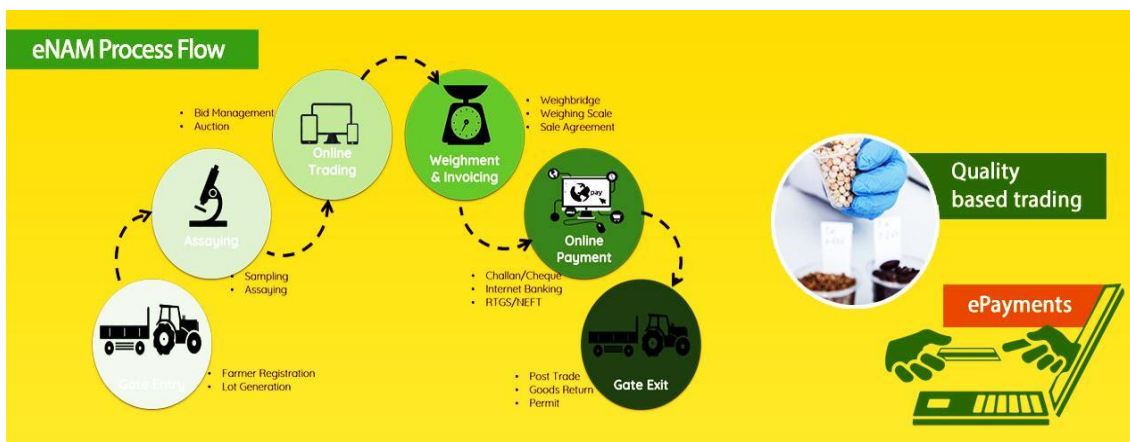 eNAM Process Flow
Gate Entry
• Farmer Registration
• Lot Generation
Assaying
• Sampling
• Assaying
Online
Trading
• Bid Management
• Auction
Weighment
& Invoicing
• Weighbridge
• Weighing Scale
• Sale Agreement
Online
Payment
pay
• Challan/Cheque
• Internet Banking
• RTGS/NEFT
Gate Exit
• Post Trade
• Goods Return
• Permit
Quality
based trading
ePayments